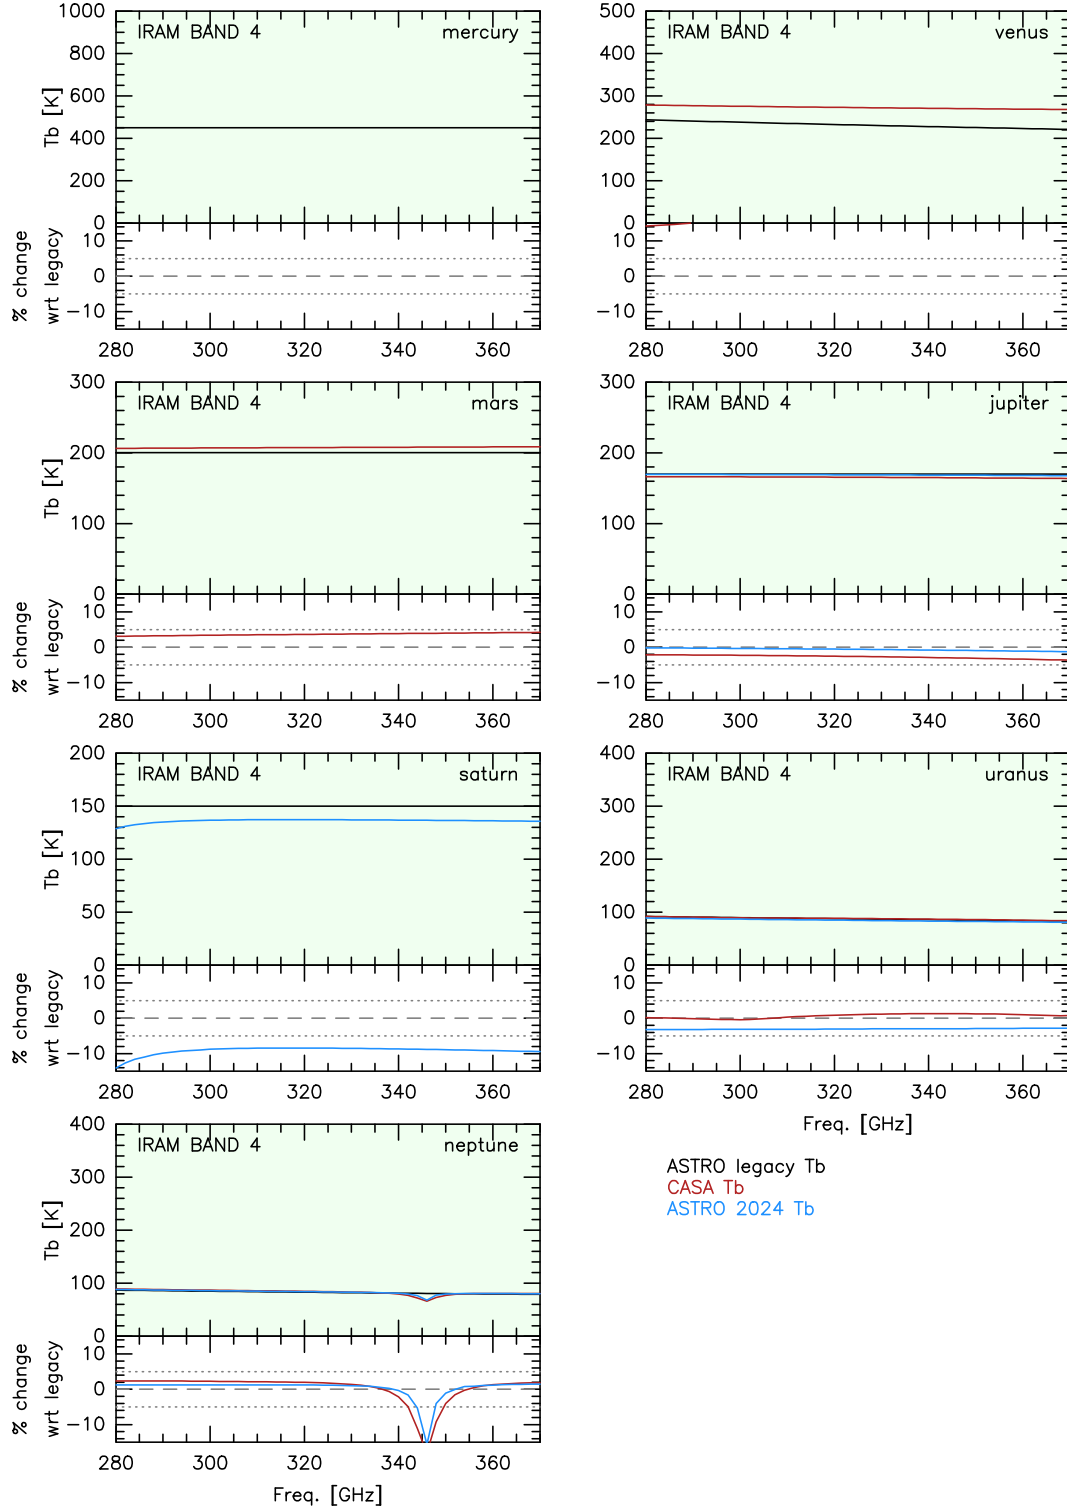 1000
800
600
400
200
0
Tb [K]
IRAM BAND 4
mercury
10
0
−10
% change
wrt legacy
280
300
320
340
360
500
400
300
200
100
0
IRAM BAND 4
venus
10
0
−10
280
300
320
340
360
300
200
100
0
Tb [K]
IRAM BAND 4
mars
10
0
−10
% change
wrt legacy
280
300
320
340
360
300
200
100
0
IRAM BAND 4
jupiter
10
0
−10
280
300
320
340
360
200
150
100
50
0
Tb [K]
IRAM BAND 4
saturn
10
0
−10
% change
wrt legacy
280
300
320
340
360
400
300
200
100
0
IRAM BAND 4
uranus
10
0
−10
280
300
320
340
360
Freq. [GHz]
400
300
200
100
0
Tb [K]
IRAM BAND 4
neptune
10
0
−10
% change
wrt legacy
280
300
320
340
360
Freq. [GHz]
ASTRO legacy Tb
CASA Tb
ASTRO 2024 Tb